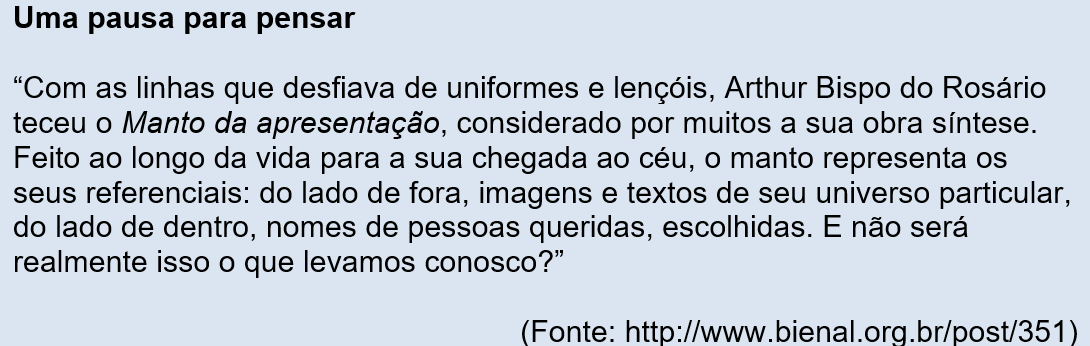 Uma pausa para pensar
“Com as linhas que desfiava de uniformes e lençóis, Arthur Bispo do Rosário
teceu o Manto da apresentação, considerado por muitos a sua obra síntese.
Feito ao longo da vida para a sua chegada ao céu, o manto representa os
seus referenciais: do lado de fora, imagens e textos de seu universo particular,
do lado de dentro, nomes de pessoas queridas, escolhidas. E não será
realmente isso o que levamos conosco?”
(Fonte: http://www.bienal.org.br/post/351)